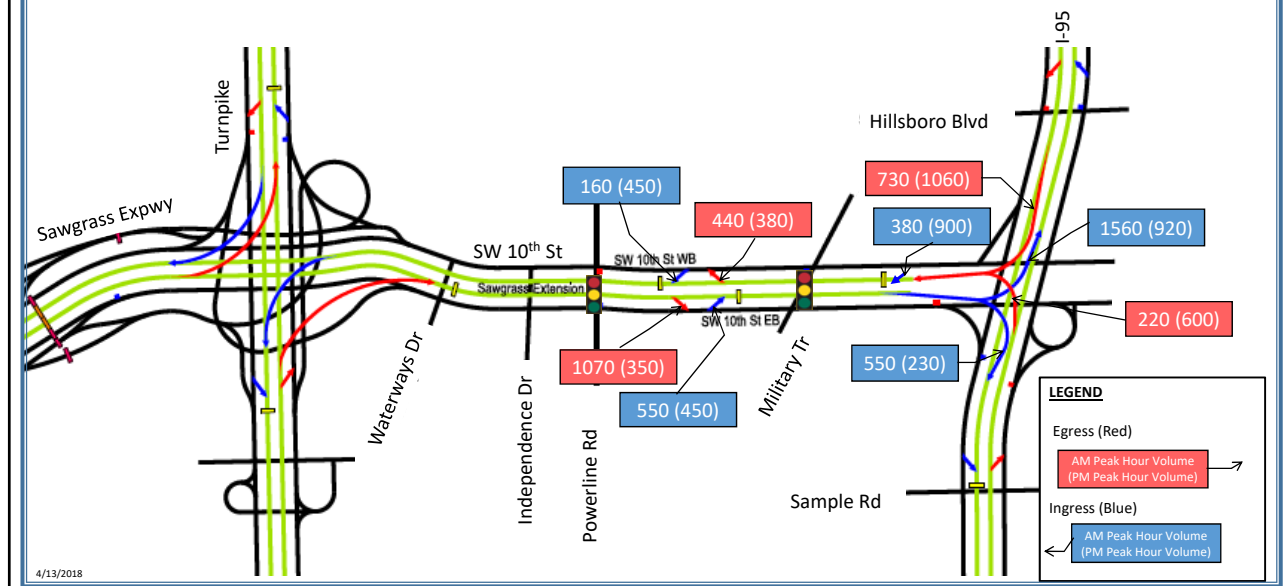 I-95
Turnpike
Hillsboro Blvd
Sawgrass Expwy
160 (450)
440 (380)
730 (1060)
380 (900)
1560 (920)
SW 10th St
SW 10th St WB
Sawgrass Extension
SW 10th St EB
1070 (350)
550 (450)
550 (230)
220 (600)
Waterways Dr
Independence Dr
Powerline Rd
Military Tr
Sample Rd
LEGEND
Egress (Red)
AM Peak Hour Volume
(PM Peak Hour Volume)
Ingress (Blue)
AM Peak Hour Volume
(PM Peak Hour Volume)
4/13/2018